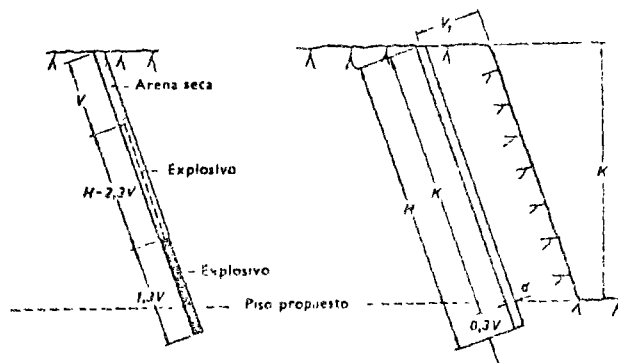 V
Arena seca
Explosivo
H-2,3V
Explosivo
1,3V
Piso propuesto
V₁
H
K
K
d
0,3V